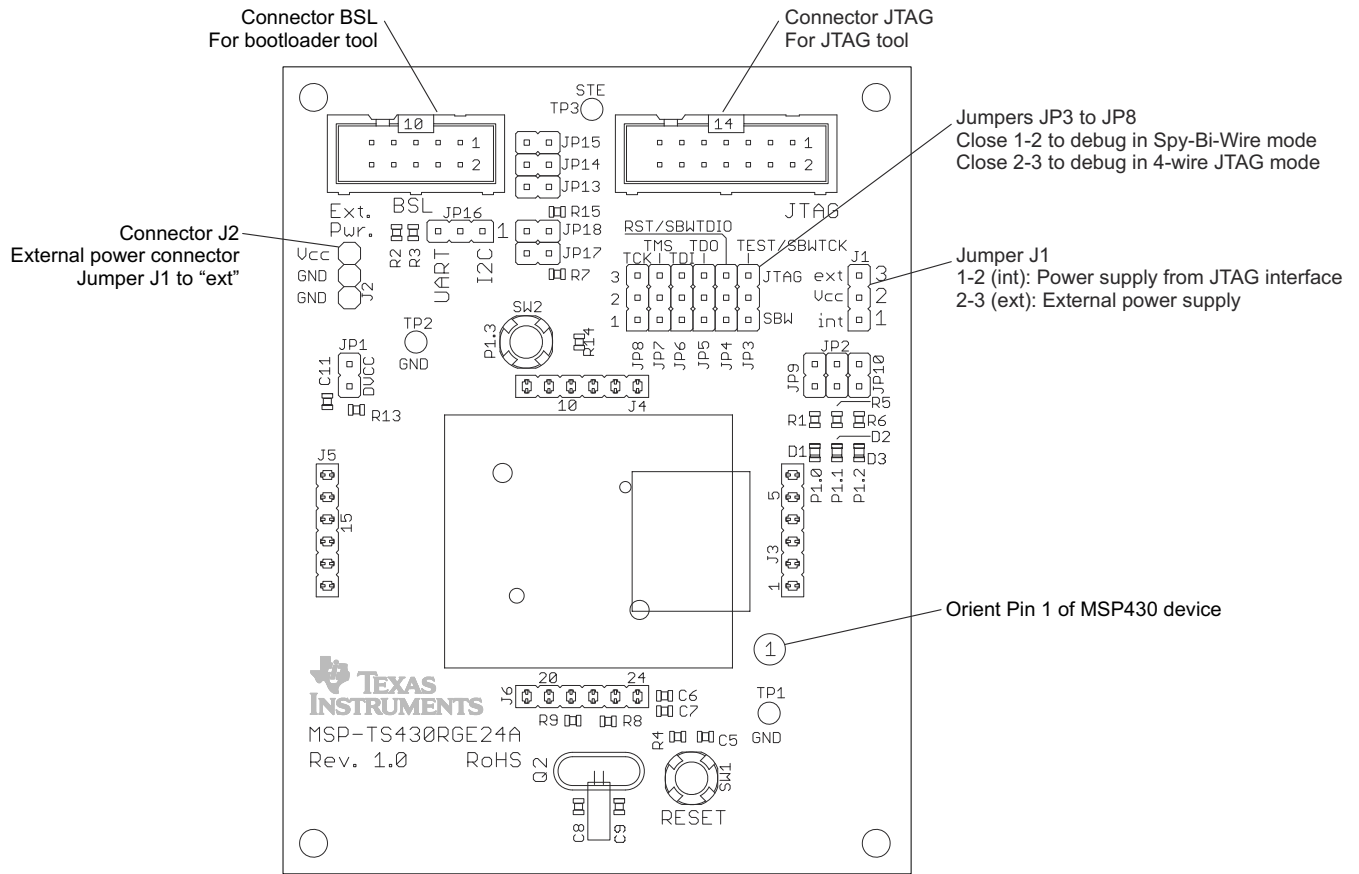 Connector BSL
For bootloader tool
Connector JTAG
For JTAG tool
STE
TP3
10
1
2
14
1
2
JP15
JP14
JP13
Jumpers JP3 to JP8
Close 1-2 to debug in Spy-Bi-Wire mode
Close 2-3 to debug in 4-wire JTAG mode
Ext.
Pwr.
BSL
JP16
1
R15
JTAG
Connector J2
External power connector
Jumper J1 to “ext”
Vcc
GND
GND
J2
R2
R3
UART
I2C
JP18
JP17
R7
RST/SBWTDIO
TMS
TDO
TEST/SBWTCK
TCK
TDI
3
2
1
JTAG
SBW
J1
ext
3
Vcc
2
int
1
Jumper J1
1-2 (int): Power supply from JTAG interface
2-3 (ext): External power supply
TP2
GND
SW2
P1.3
R14
JP8
JP7
JP6
JP5
JP4
JP3
JP1
DVCC
C11
R13
JP2
JP9
JP10
10
J4
R5
R1
R6
D2
D1
D3
P1.0
P1.1
P1.2
J5
15
5
J3
1
Orient Pin 1 of MSP430 device
1
TEXAS
INSTRUMENTS
MSP-TS430RGE24A
Rev. 1.0
RoHS
20
24
J6
C6
C7
R9
R8
TP1
GND
R4
C5
Q2
SW1
RESET
C8
C9